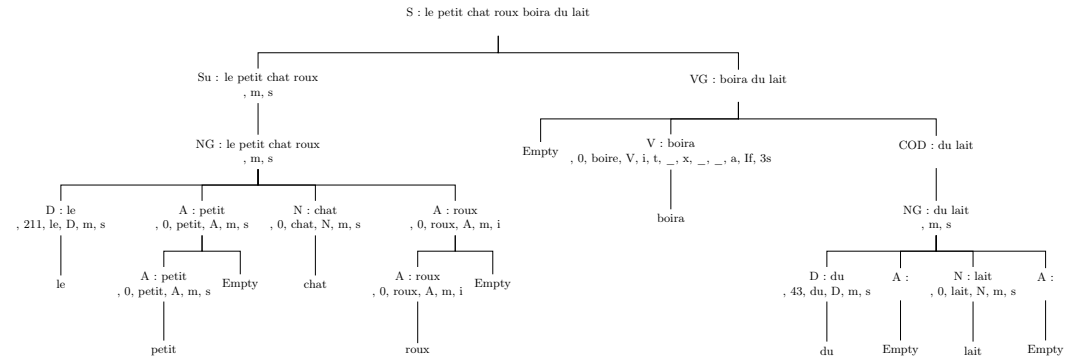 S : le petit chat roux boira du lait
Su : le petit chat roux
, m, s
VG : boira du lait
NG : le petit chat roux
, m, s
Empty
V : boira
, 0, boire, V, i, t, _, x, _, _, a, If, 3s
COD : du lait
D : le
, 211, le, D, m, s
A : petit
, 0, petit, A, m, s
N : chat
, 0, chat, N, m, s
A : roux
, 0, roux, A, m, i
boira
NG : du lait
, m, s
le
A : petit
, 0, petit, A, m, s
Empty
chat
A : roux
, 0, roux, A, m, i
Empty
D : du
, 43, du, D, m, s
A :
N : lait
, 0, lait, N, m, s
A :
petit
roux
du
Empty
lait
Empty